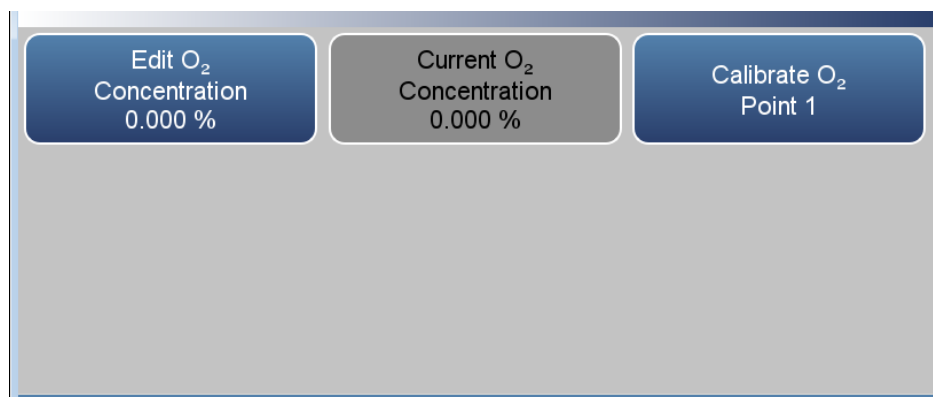 Edit O₂
Concentration
0.000 %
Current O₂
Concentration
0.000 %
Calibrate O₂
Point 1